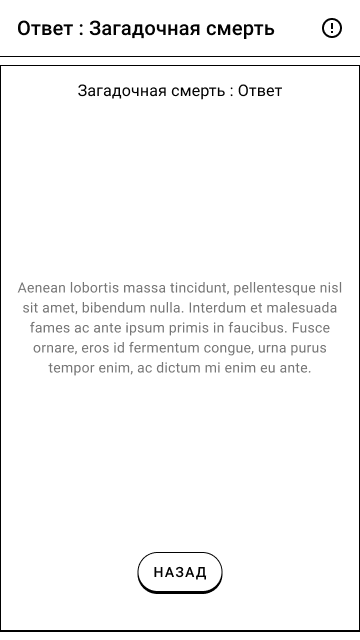 Ответ : Загадочная смерть
Загадочная смерть : Ответ
Aenean lobortis massa tincidunt, pellentesque nisl
sit amet, bibendum nulla. Interdum et malesuada
fames ac ante ipsum primis in faucibus. Fusce
ornare, eros id fermentum congue, urna purus
tempor enim, ac dictum mi enim eu ante.
НАЗАД